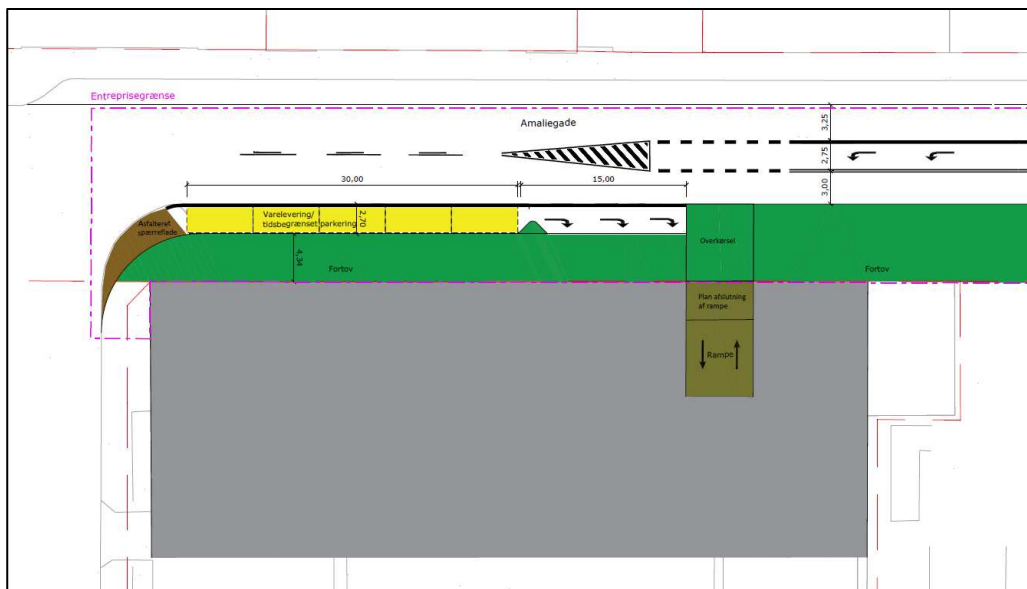 Entreprisegrænse
Amaliegade
3,25
2,75
3,00
30,00
15,00
Asfalteret
spærreflade
Varelevering/
tidsbegrænset parkering
2,70
4,34
Fortov
Overkørsel
Fortov
Plan afslutning
af rampe
Rampe